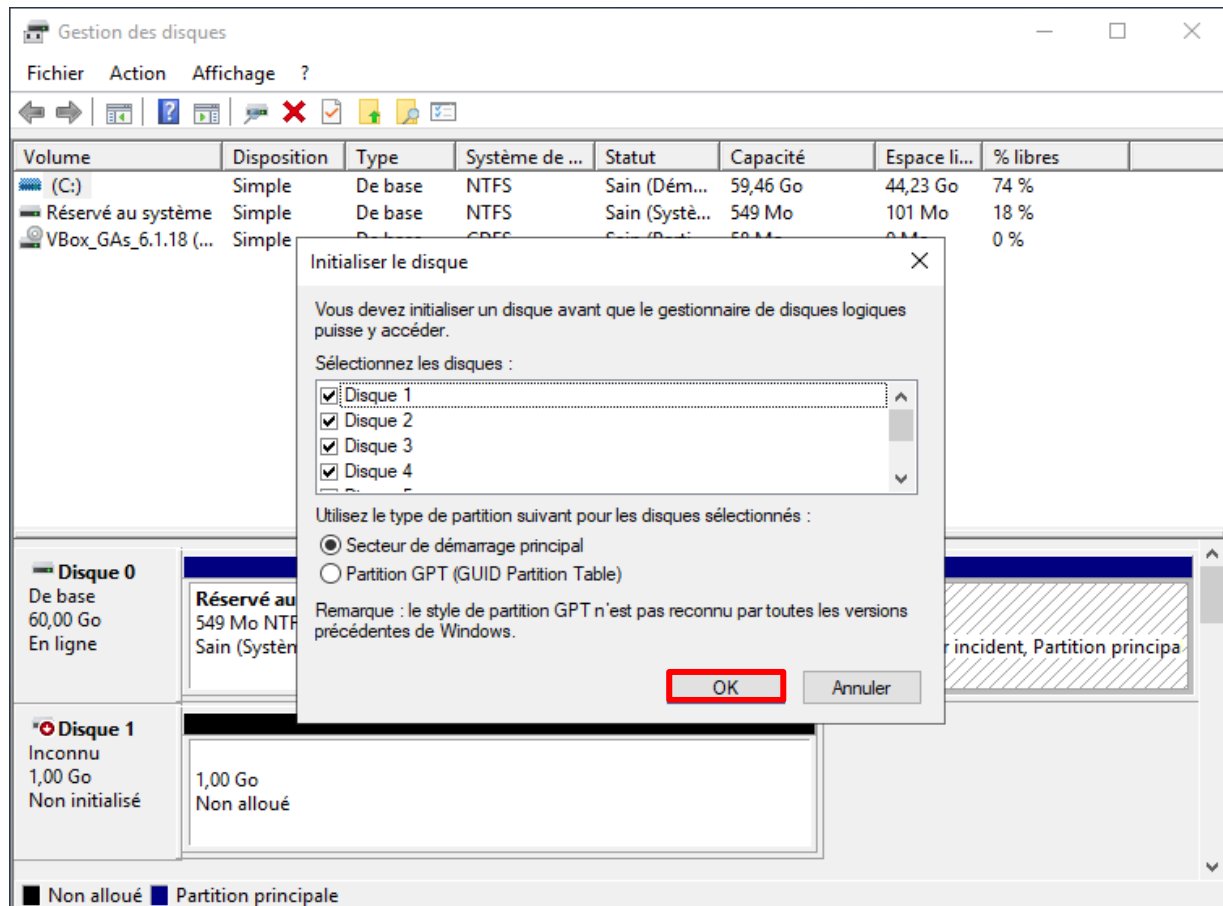 Gestion des disques
Fichier Action Affichage ?
Volume Disposition Type Système de ... Statut Capacité Espace li... % libres
(C:) Simple De base NTFS Sain (Dém... 59,46 Go 44,23 Go 74 %
Réservé au système Simple De base NTFS Sain (Systè... 549 Mo 101 Mo 18 %
VBox_GAs_6.1.18 (... Simple 0 %
Initialiser le disque
Vous devez initialiser un disque avant que le gestionnaire de disques logiques
puisse y accéder.
Sélectionnez les disques :
Disque 1
Disque 2
Disque 3
Disque 4
Utilisez le type de partition suivant pour les disques sélectionnés :
Secteur de démarrage principal
Partition GPT (GUID Partition Table)
Remarque : le style de partition GPT n'est pas reconnu par toutes les versions
précédentes de Windows.
OK Annuler
Disque 0
De base
60,00 Go
En ligne
Réservé au
549 Mo NTF
Sain (Systèn
r incident, Partition principa
Disque 1
Inconnu
1,00 Go
Non initialisé
1,00 Go
Non alloué
Non alloué Partition principale